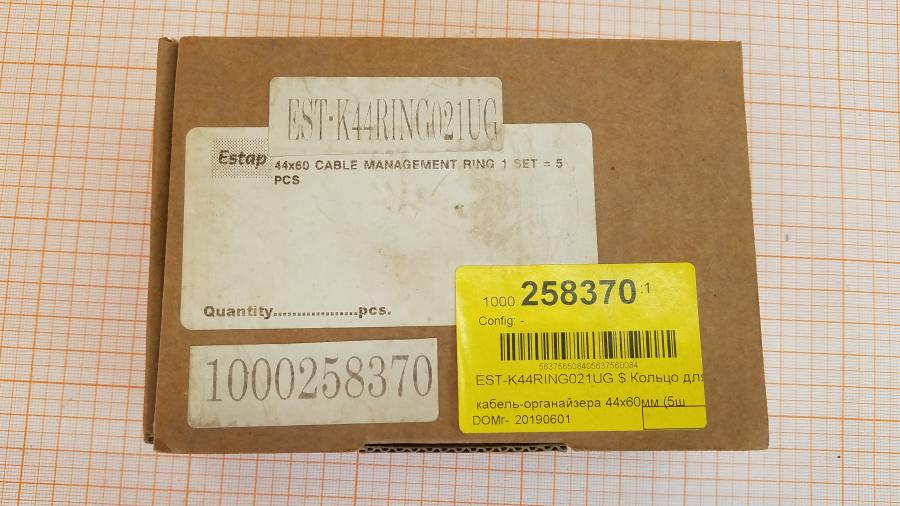 EST-K44RING021UG
Estap
44x60 CABLE MANAGEMENT RING 1 SET = 5
PCS
Quantity..................pcs.
1000258370
1000 258370 :1
Config: -
583756508405637560084
EST-K44RING021UG $ Кольцо для
кабель-органайзера 44x60мм (5ш
DOMr- 20190601